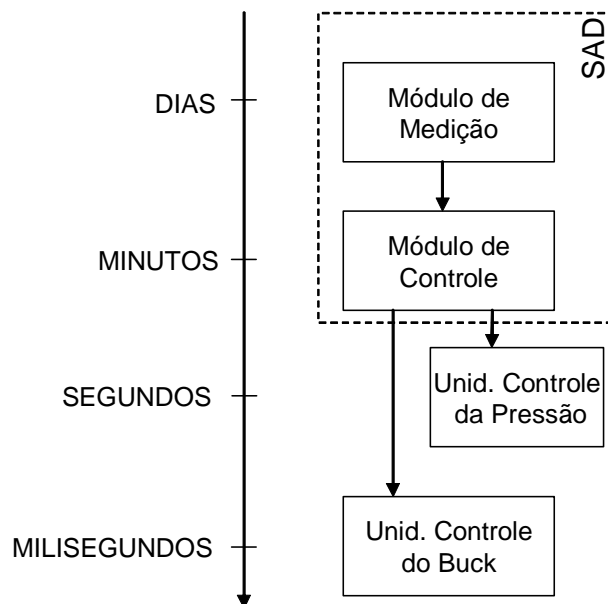 SAD
DIAS
Módulo de
Medição
MINUTOS
Módulo de
Controle
SEGUNDOS
Unid. Controle
da Pressão
MILISEGUNDOS
Unid. Controle
do Buck